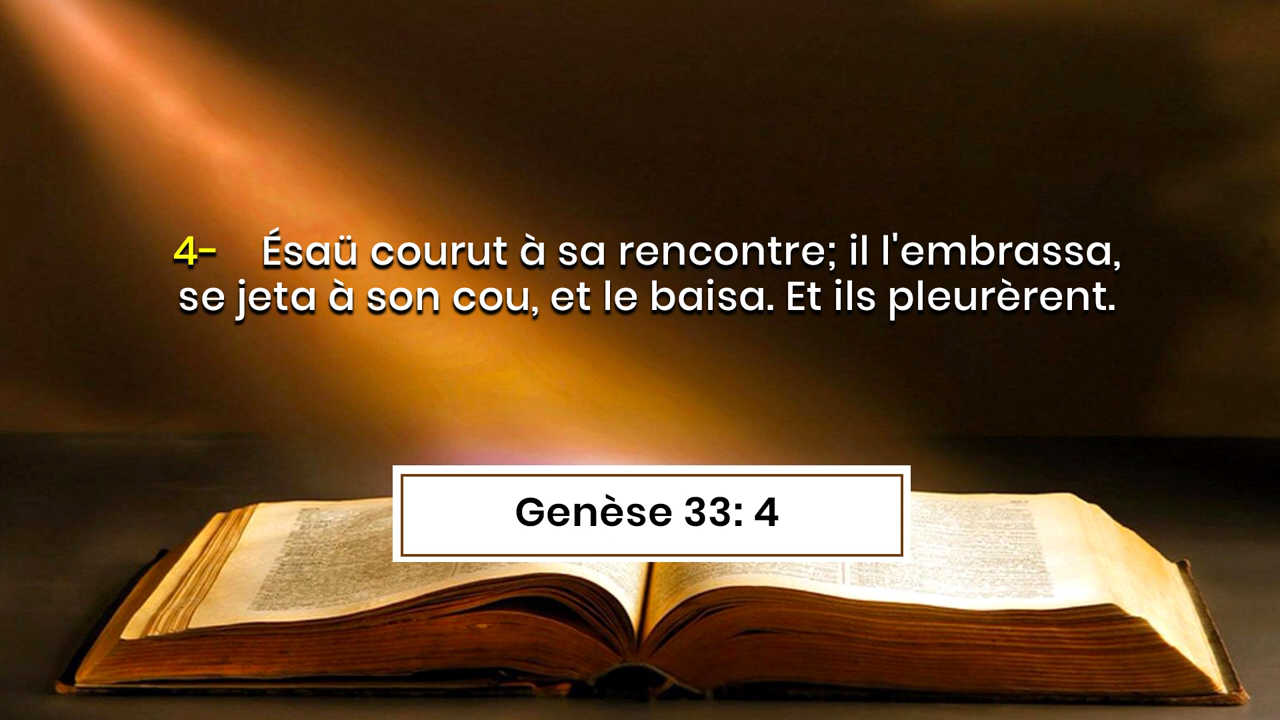 4- Ésaü courut à sa rencontre; il l'embrassa,
se jeta à son cou, et le baisa. Et ils pleurèrent.
Genèse 33: 4